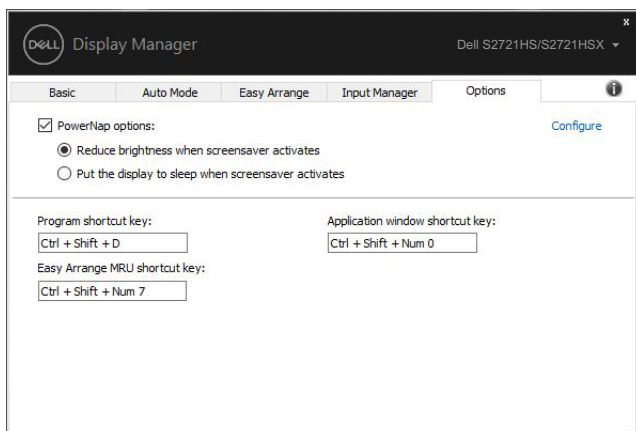 x
DELL Display Manager Dell S2721HS/S2721HSX
Basic Auto Mode Easy Arrange Input Manager Options i
PowerNap options: Configure
Reduce brightness when screensaver activates
Put the display to sleep when screensaver activates
Program shortcut key: Application window shortcut key:
Ctrl + Shift + D Ctrl + Shift + Num 0
Easy Arrange MRU shortcut key:
Ctrl + Shift + Num 7